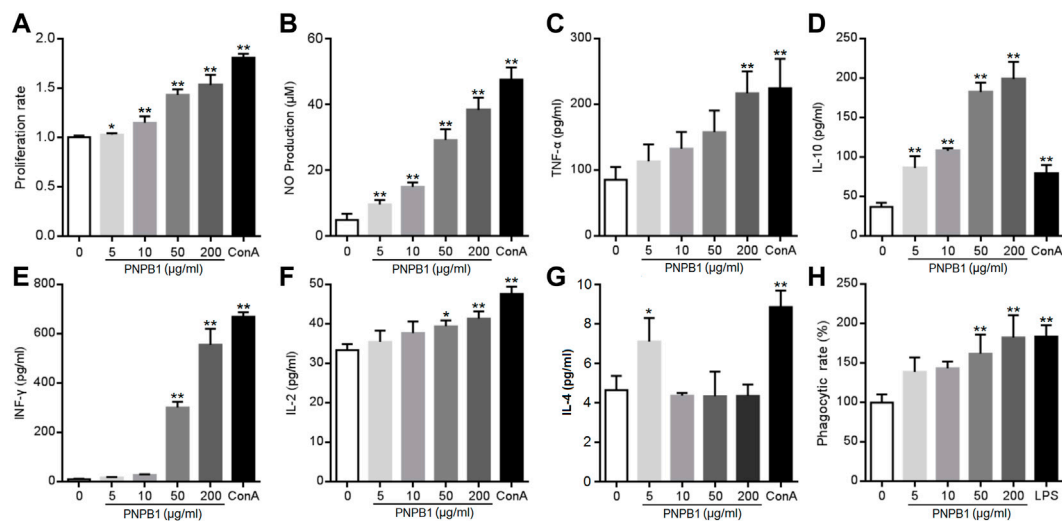 A
Proliferation rate
2.0
1.5
1.0
0.5
0.0
*
**
**
**
**
0 5 10 50 200 ConA
PNPB1 (μg/ml)
B
NO Production (μM)
60
40
20
0
**
**
**
**
**
0 5 10 50 200 ConA
PNPB1 (μg/ml)
C
TNF-α (pg/ml)
300
200
100
0
**
**
0 5 10 50 200 ConA
PNPB1 (μg/ml)
D
IL-10 (pg/ml)
250
200
150
100
50
0
**
**
**
**
**
0 5 10 50 200 ConA
PNPB1 (μg/ml)
E
INF-γ (pg/ml)
800
600
400
200
0
**
**
**
0 5 10 50 200 ConA
PNPB1 (μg/ml)
F
IL-2 (pg/ml)
50
40
30
20
10
0
*
**
**
0 5 10 50 200 ConA
PNPB1 (μg/ml)
G
IL-4 (pg/ml)
10
8
6
4
2
0
*
**
0 5 10 50 200 ConA
PNPB1 (μg/ml)
H
Phagocytic rate (%)
250
200
150
100
50
0
**
**
**
0 5 10 50 200 LPS
PNPB1 (μg/ml)